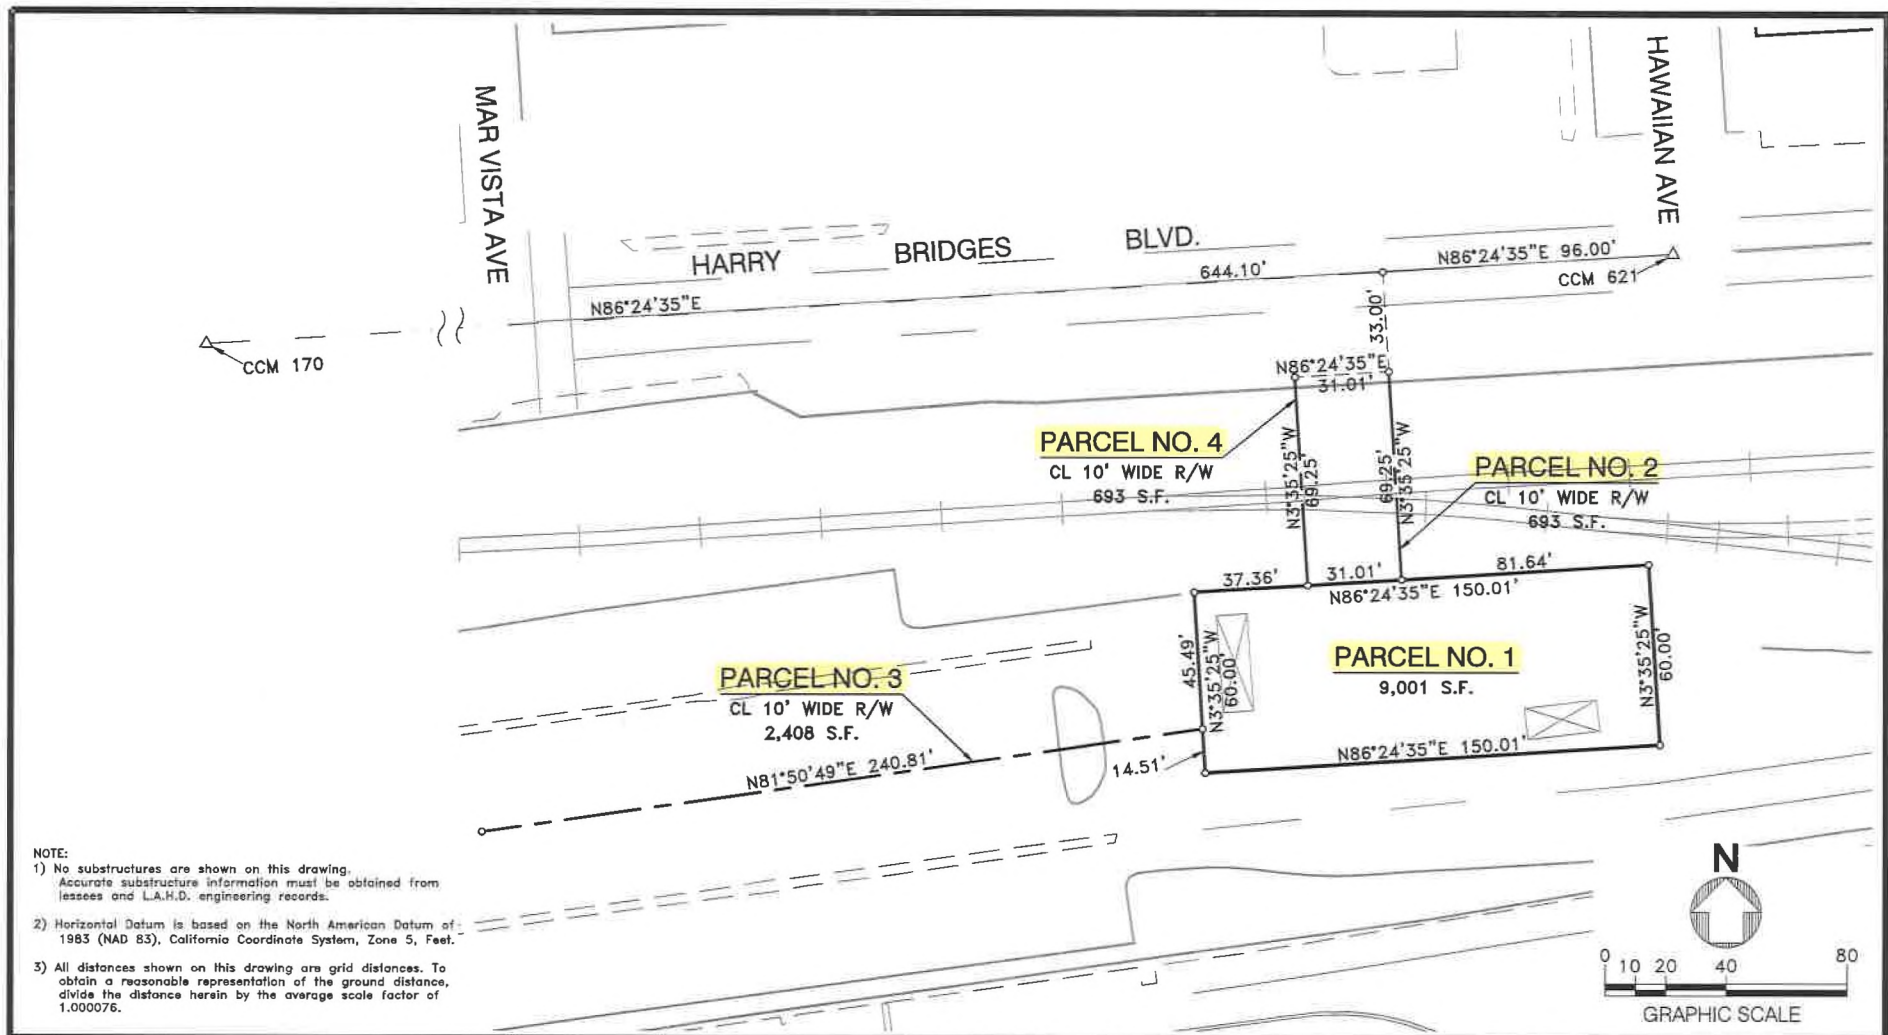 MAR VISTA AVE
HAWAIIAN AVE
HARRY BRIDGES BLVD.
644.10'
N86°24'35"E 96.00'
CCM 621
N86°24'35"E
CCM 170
33.00'
N86°24'35"E
31.01'
PARCEL NO. 4
CL 10' WIDE R/W
693 S.F.
N3°35'25"W
69.25'
69.25'
N3°35'25"W
PARCEL NO. 2
CL 10' WIDE R/W
693 S.F.
37.36'
31.01'
81.64'
N86°24'35"E 150.01'
45.49'
N3°35'25"W
60.00'
PARCEL NO. 1
9,001 S.F.
N3°35'25"W
60.00'
PARCEL NO. 3
CL 10' WIDE R/W
2,408 S.F.
N81°50'49"E 240.81'
14.51'
N86°24'35"E 150.01'
NOTE:
1) No substructures are shown on this drawing.
Accurate substructure information must be obtained from
lessees and L.A.H.D. engineering records.
2) Horizontal Datum is based on the North American Datum of
1983 (NAD 83), California Coordinate System, Zone 5, Feet.
3) All distances shown on this drawing are grid distances. To
obtain a reasonable representation of the ground distance,
divide the distance herein by the average scale factor of
1.000076.
N
0 10 20 40 80
GRAPHIC SCALE